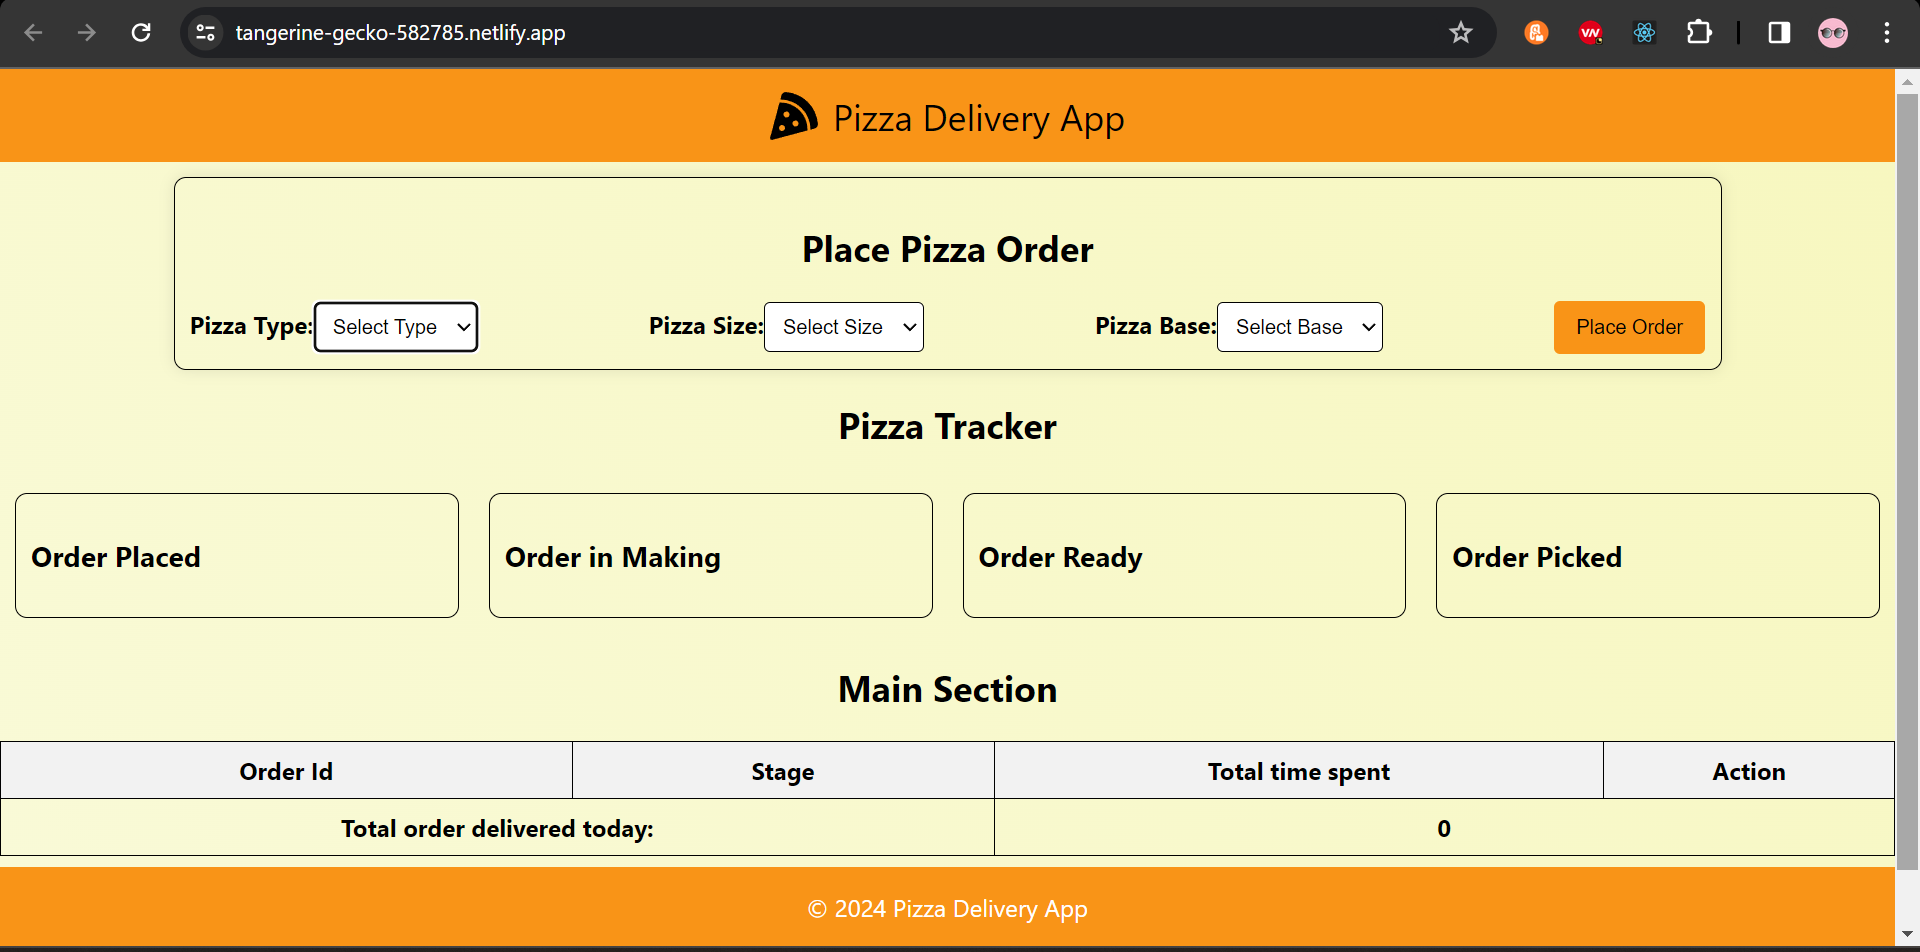 tangerine-gecko-582785.netlify.app
Pizza Delivery App
Place Pizza Order
Pizza Type: Select Type Pizza Size: Select Size Pizza Base: Select Base Place Order
Pizza Tracker
Order Placed Order in Making Order Ready Order Picked
Main Section
Order Id Stage Total time spent Action
Total order delivered today: 0
© 2024 Pizza Delivery App